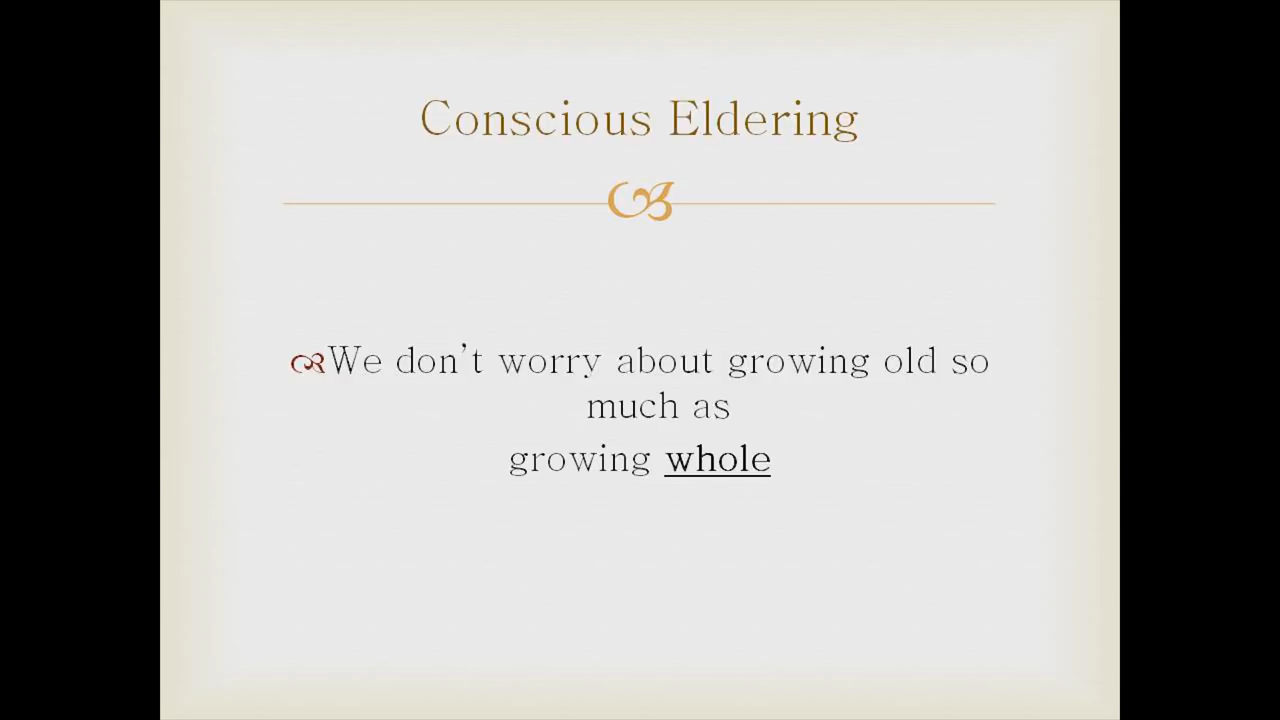 Conscious Eldering
We don’t worry about growing old so
much as
growing whole